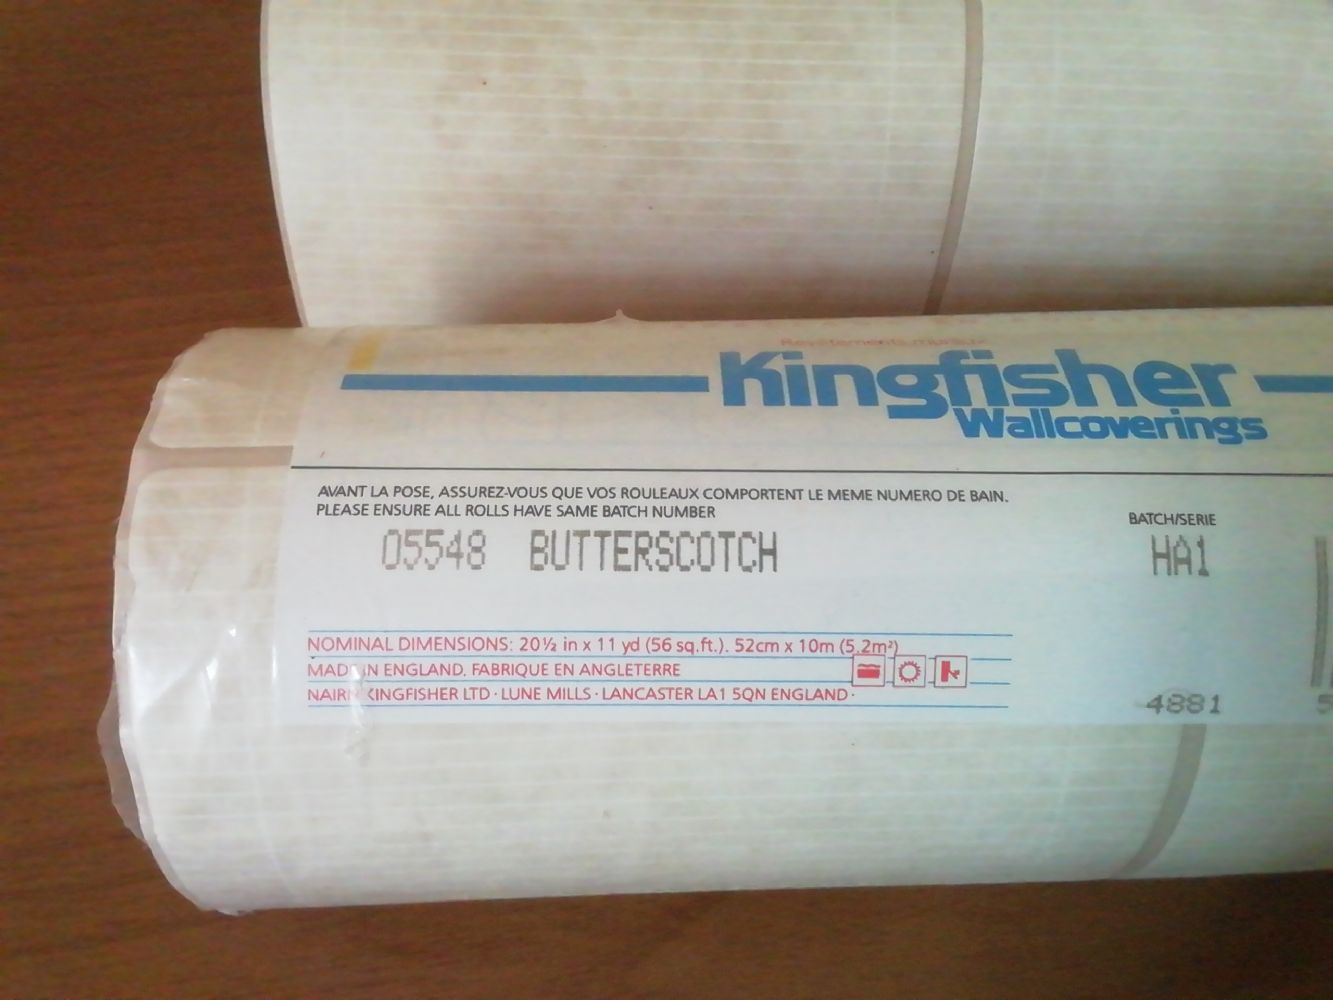 Revêtements muraux
Kingfisher
Wallcoverings
AVANT LA POSE, ASSUREZ-VOUS QUE VOS ROULEAUX COMPORTENT LE MEME NUMERO DE BAIN.
PLEASE ENSURE ALL ROLLS HAVE SAME BATCH NUMBER
BATCH/SERIE
05548 BUTTERSCOTCH
HA1
NOMINAL DIMENSIONS: 20½ in x 11 yd (56 sq.ft.). 52cm x 10m (5.2m²)
MADE IN ENGLAND. FABRIQUE EN ANGLETERRE
NAIRN KINGFISHER LTD · LUNE MILLS · LANCASTER LA1 5QN ENGLAND ·
4881
5